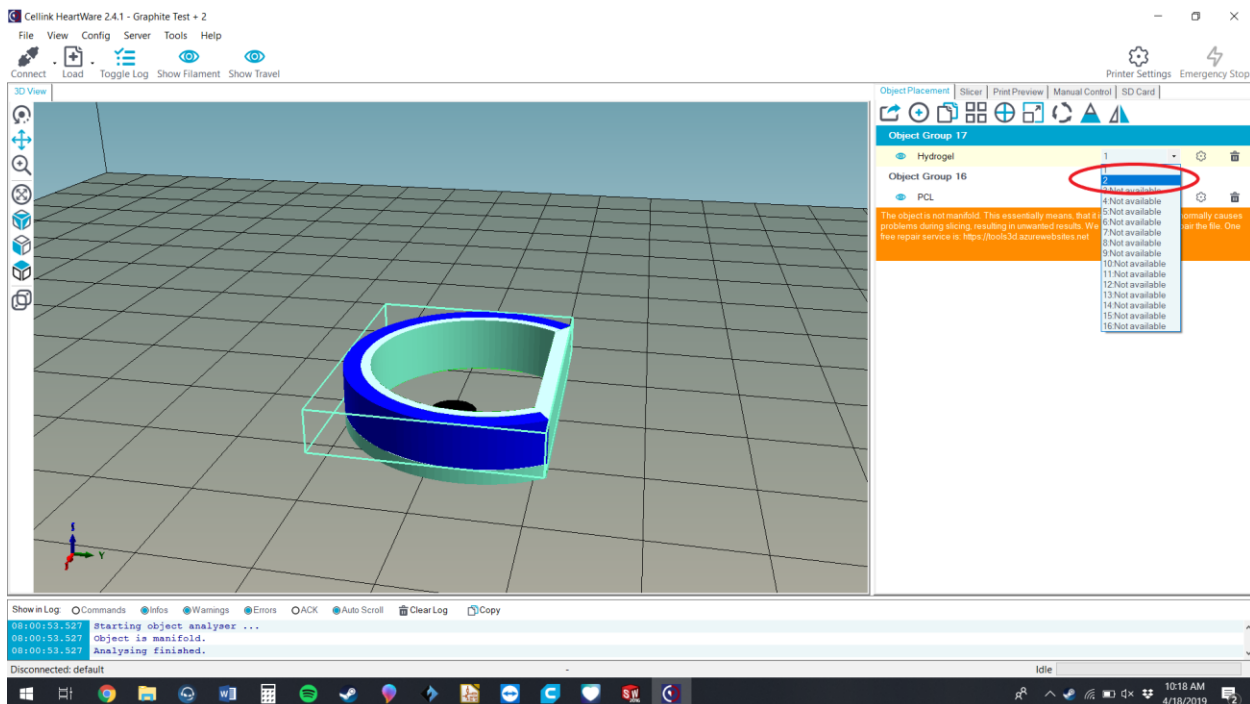 Cellink HeartWare 2.4.1 - Graphite Test + 2
File View Config Server Tools Help
Connect Load Toggle Log Show Filament Show Travel Printer Settings Emergency Stop
3D View
Object Placement Slicer Print Preview Manual Control SD Card
Object Group 17
Hydrogel 1
Object Group 16
PCL
1
2
3:Not available
4:Not available
5:Not available
6:Not available
7:Not available
8:Not available
9:Not available
10:Not available
11:Not available
12:Not available
13:Not available
14:Not available
15:Not available
16:Not available
The object is not manifold. This essentially means, that it normally causes
problems during slicing, resulting in unwanted results. We pair the file. One
free repair service is: https://tools3d.azurewebsites.net
Y
Show in Log: Commands Infos Warnings Errors ACK Auto Scroll Clear Log Copy
08:00:53.527 Starting object analyser ...
08:00:53.527 Object is manifold.
08:00:53.527 Analysing finished.
Disconnected: default - Idle
10:18 AM
4/18/2019